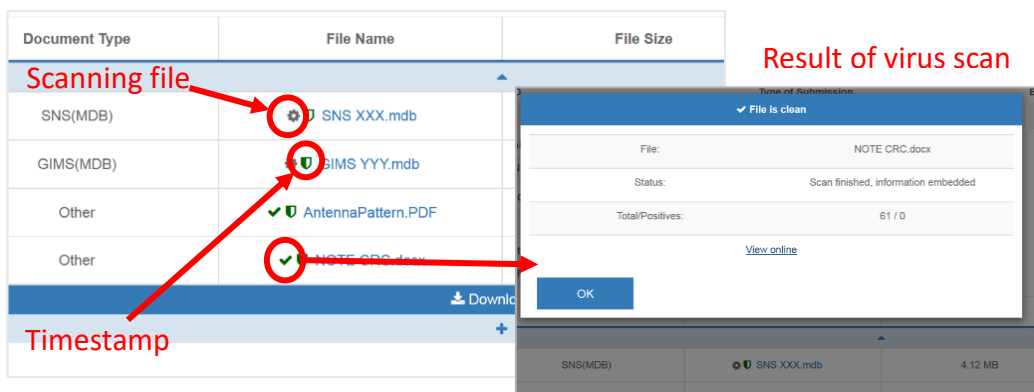 Document Type File Name File Size
Result of virus scan
Scanning file
SNS(MDB) SNS XXX.mdb
GIMS(MDB) GIMS YYY.mdb
Other AntennaPattern.PDF
Other NOTE CRC.docx
Timestamp
Type of Submission
File is clean
File: NOTE CRC.docx
Status: Scan finished, information embedded
Total/Positives: 61 / 0
View online
OK
SNS(MDB) SNS XXX.mdb 4.12 MB